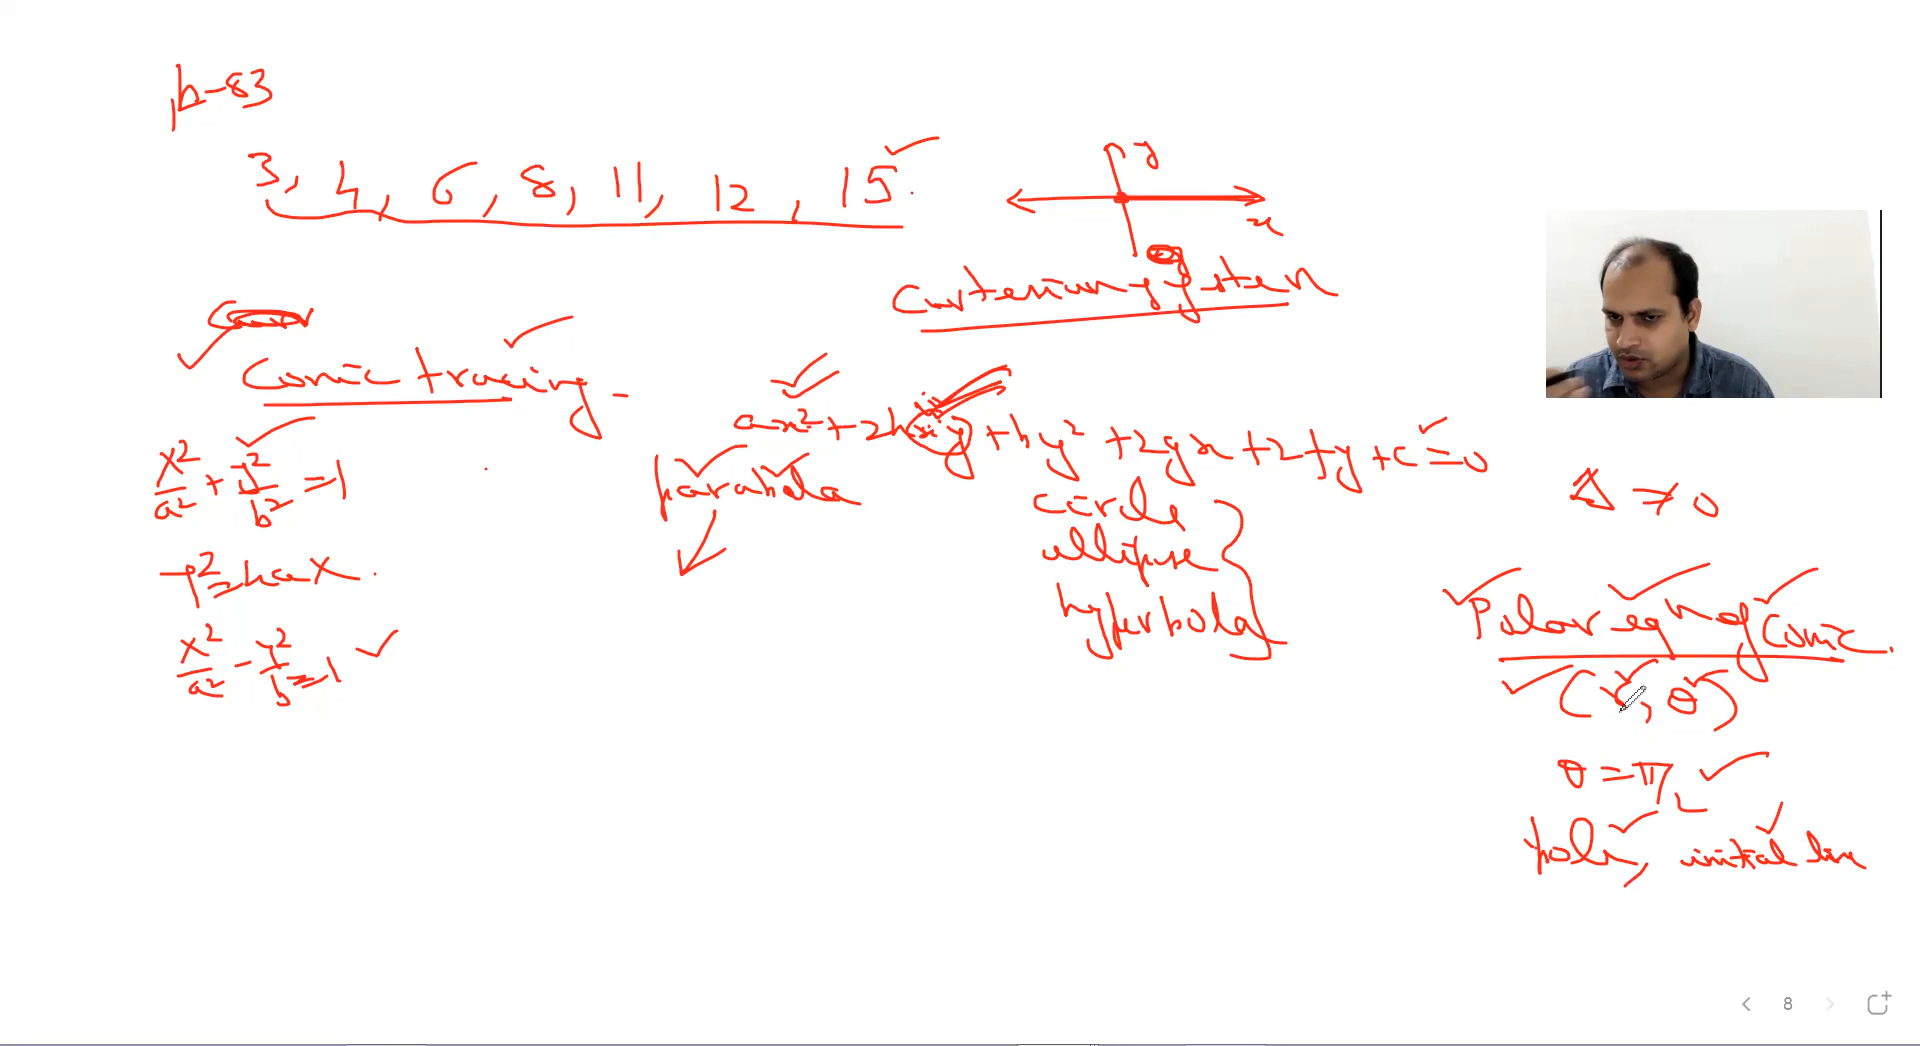 p-83
3, 4, 6, 8, 11, 12, 15.
y
x
Cartesian system
Conic tracing -
ax² + 2hxy + by² + 2gx + 2fy + c = 0
x²/a² + y²/b² = 1
parabola
circle
ellipse
hyperbola
Δ ≠ 0
Y² = 4aX.
X²/a² - Y²/b² = 1
Polar eqn of Conic.
(r, θ)
θ = π/2
pole, initial line
8